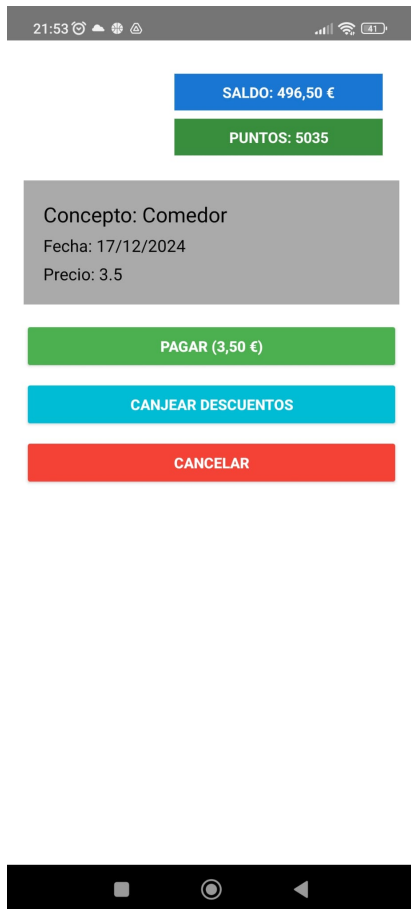 21:53
41
SALDO: 496,50 €
PUNTOS: 5035
Concepto: Comedor
Fecha: 17/12/2024
Precio: 3.5
PAGAR (3,50 €)
CANJEAR DESCUENTOS
CANCELAR